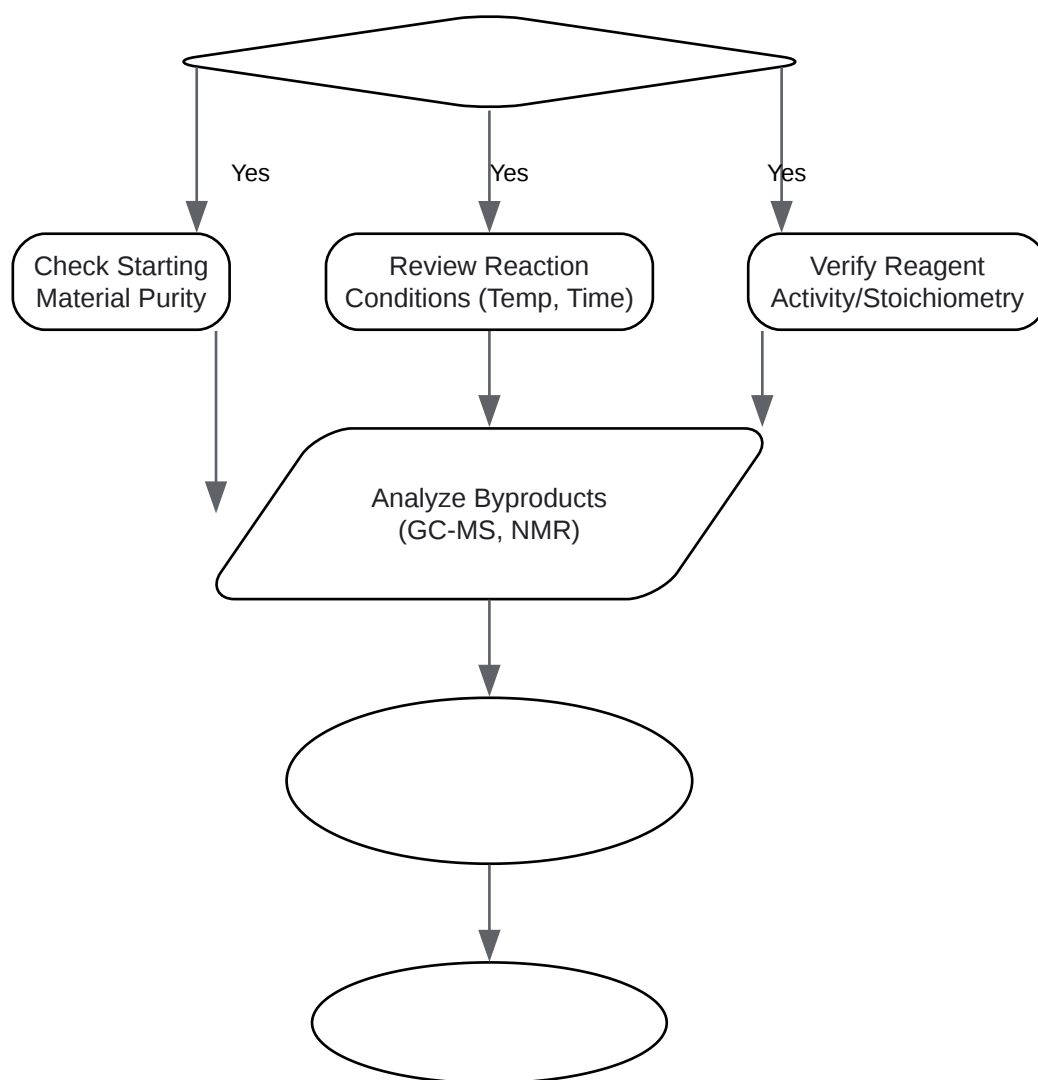 Yes
Yes
Yes
Check Starting
Material Purity
Review Reaction
Conditions (Temp, Time)
Verify Reagent
Activity/Stoichiometry
Analyze Byproducts
(GC-MS, NMR)